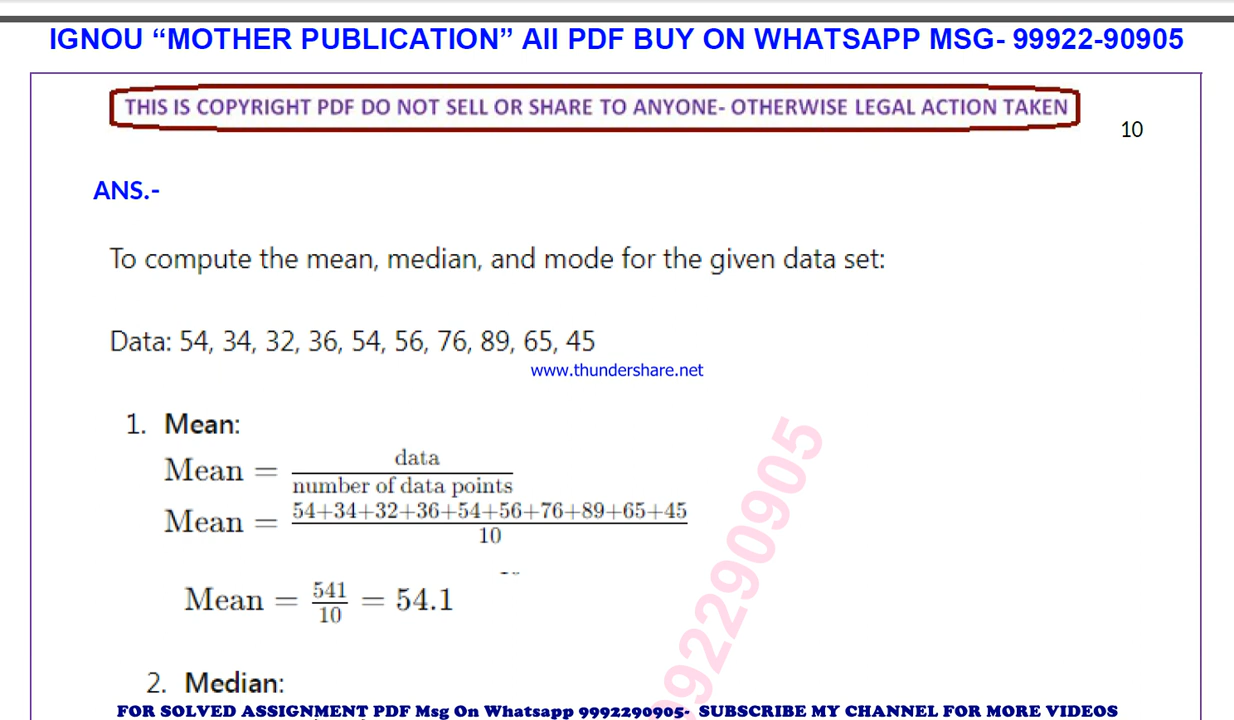 IGNOU “MOTHER PUBLICATION” All PDF BUY ON WHATSAPP MSG- 99922-90905
THIS IS COPYRIGHT PDF DO NOT SELL OR SHARE TO ANYONE- OTHERWISE LEGAL ACTION TAKEN
10
ANS.-
To compute the mean, median, and mode for the given data set:
Data: 54, 34, 32, 36, 54, 56, 76, 89, 65, 45
www.thundershare.net
1. Mean:
Mean = data / number of data points
Mean = 54+34+32+36+54+56+76+89+65+45 / 10
Mean = 541/10 = 54.1
2. Median:
9992290905
FOR SOLVED ASSIGNMENT PDF Msg On Whatsapp 9992290905- SUBSCRIBE MY CHANNEL FOR MORE VIDEOS